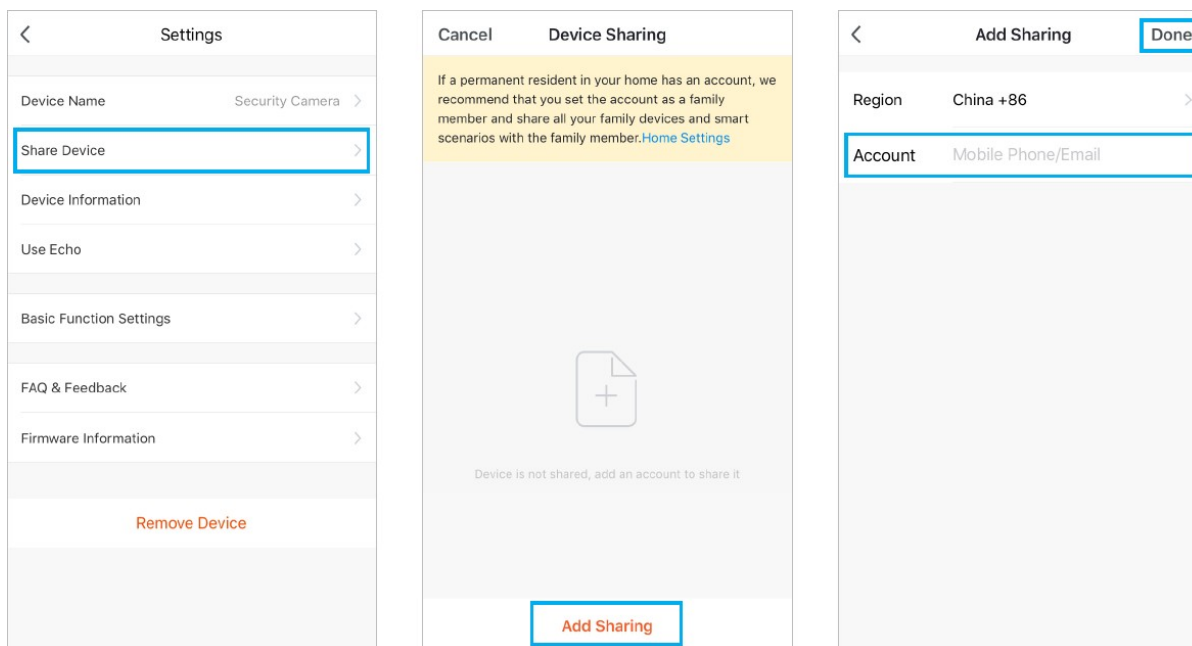 Settings
Device Name Security Camera
Share Device
Device Information
Use Echo
Basic Function Settings
FAQ & Feedback
Firmware Information
Remove Device
Cancel Device Sharing
If a permanent resident in your home has an account, we
recommend that you set the account as a family
member and share all your family devices and smart
scenarios with the family member.Home Settings
Device is not shared, add an account to share it
Add Sharing
Add Sharing Done
Region China +86
Account Mobile Phone/Email